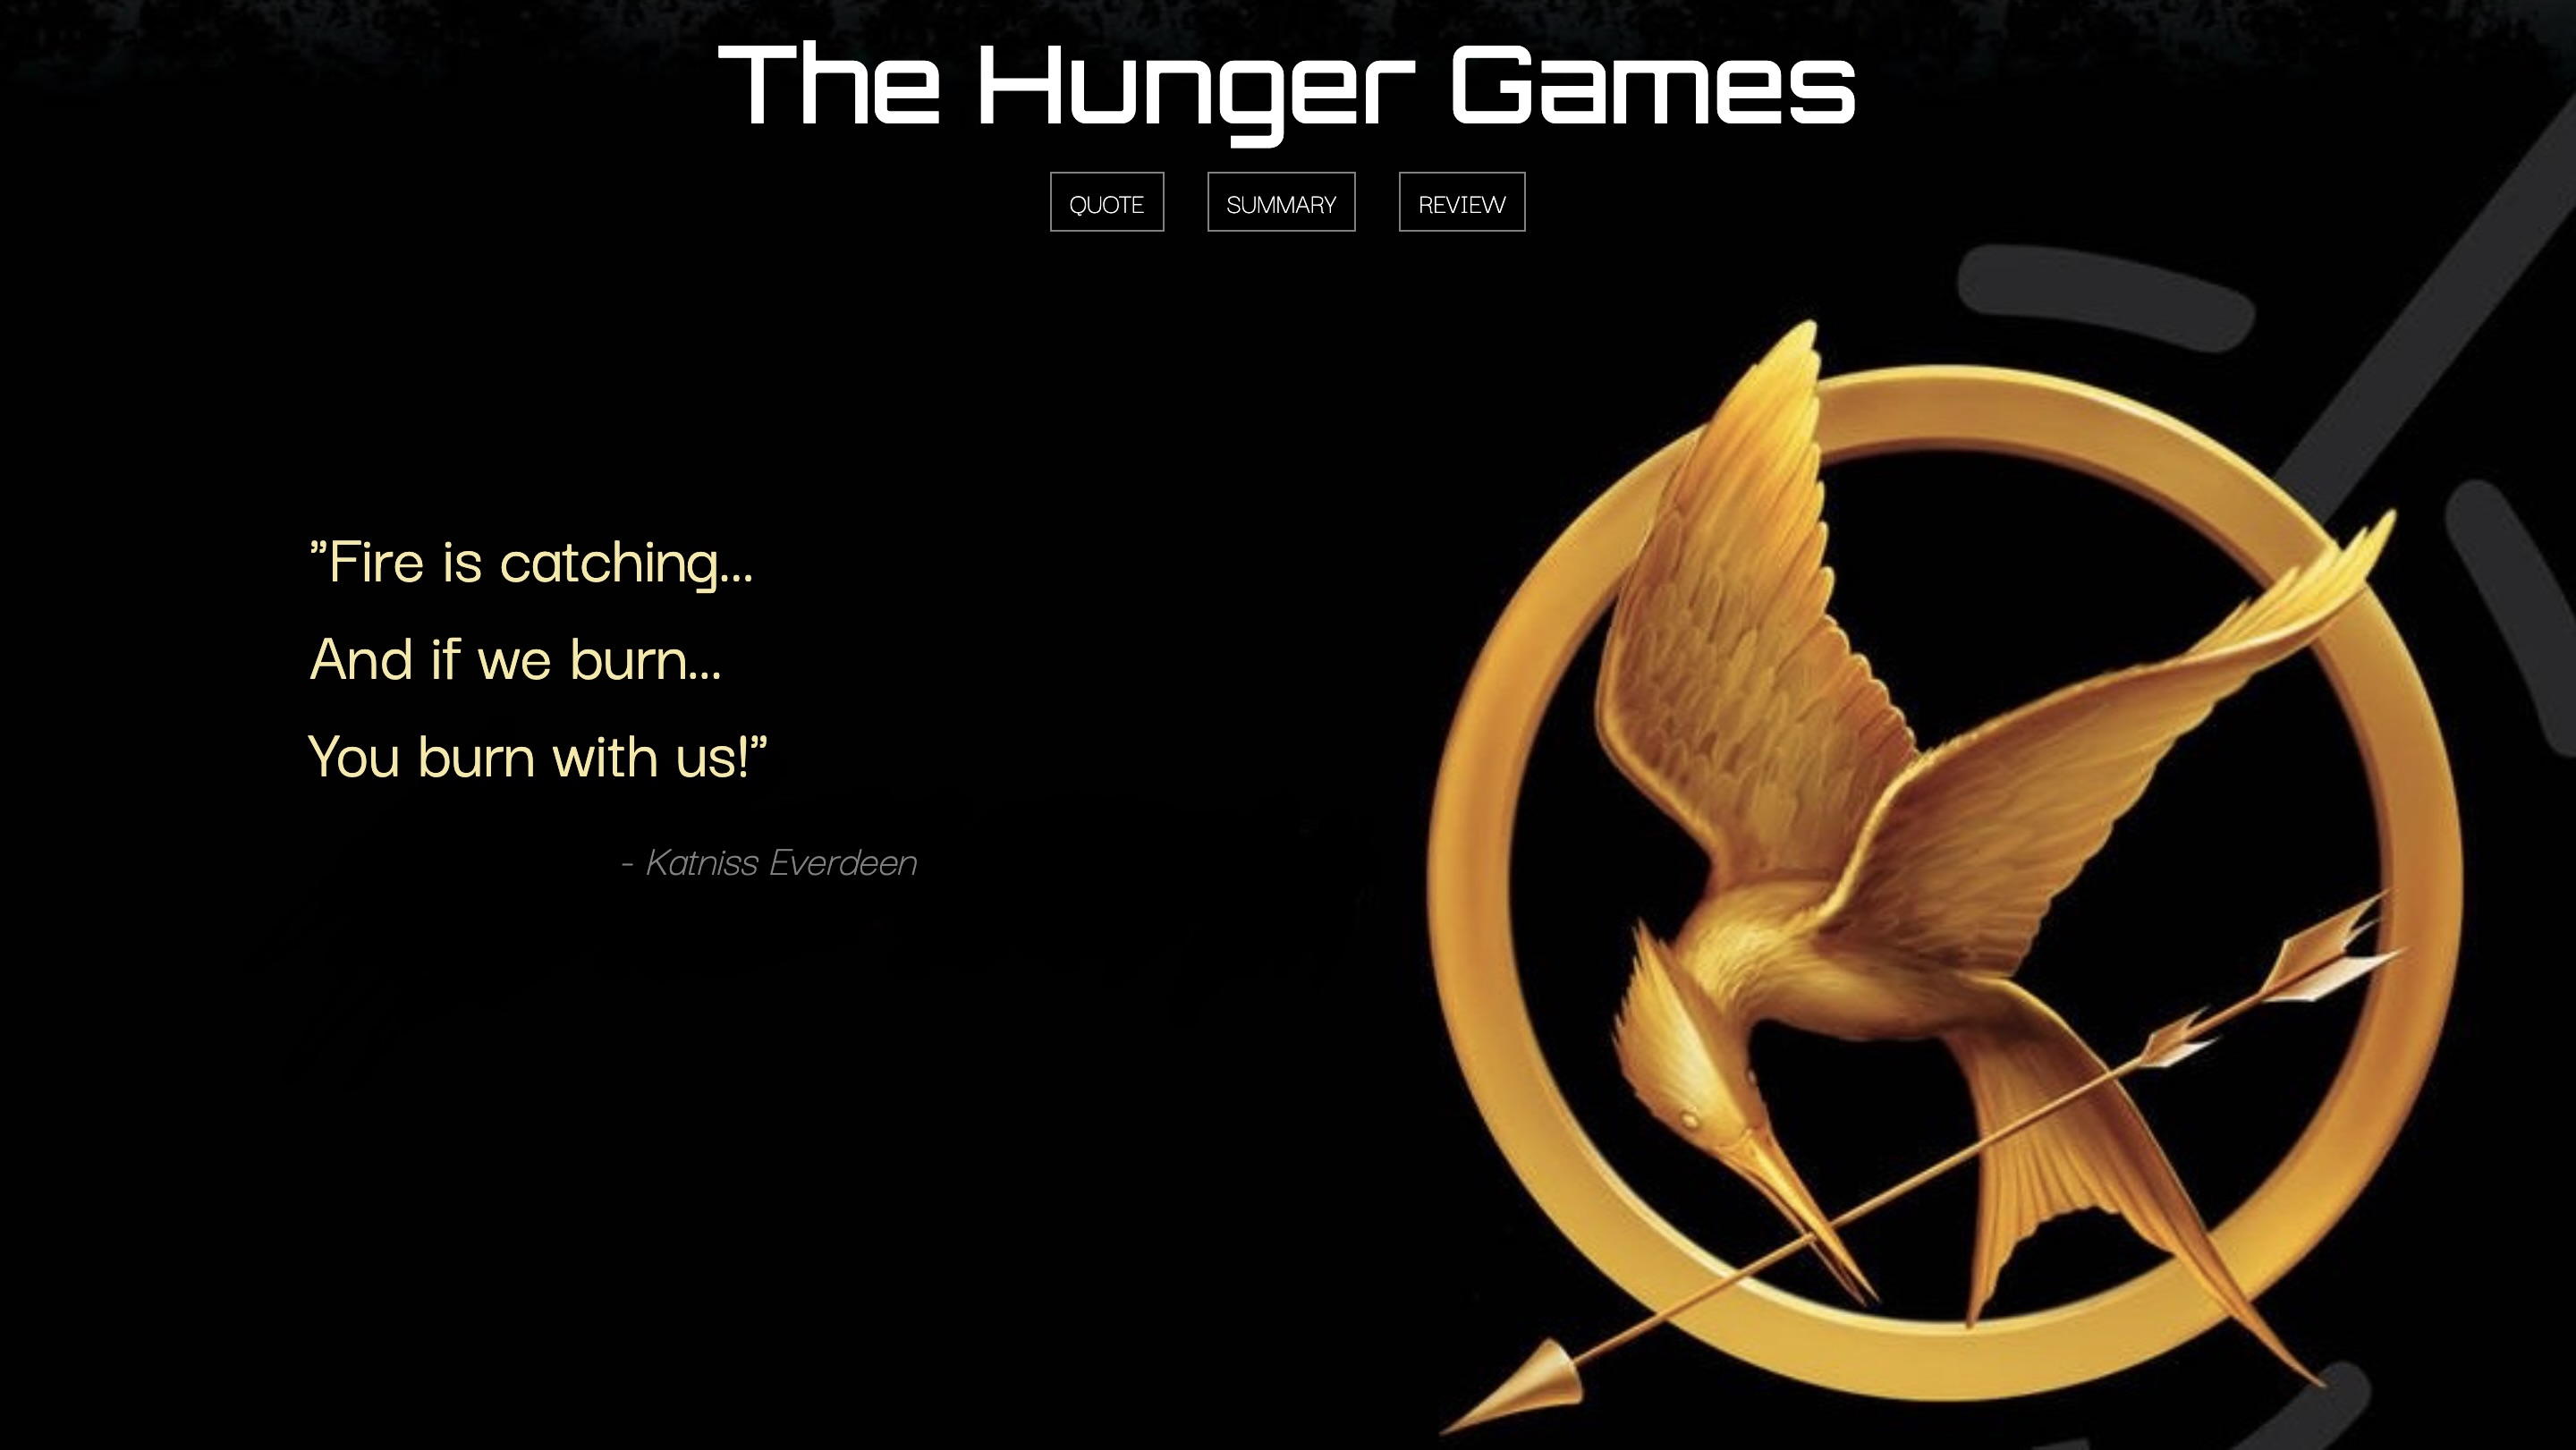 The Hunger Games
QUOTE SUMMARY REVIEW
”Fire is catching...
And if we burn...
You burn with us!”
- Katniss Everdeen